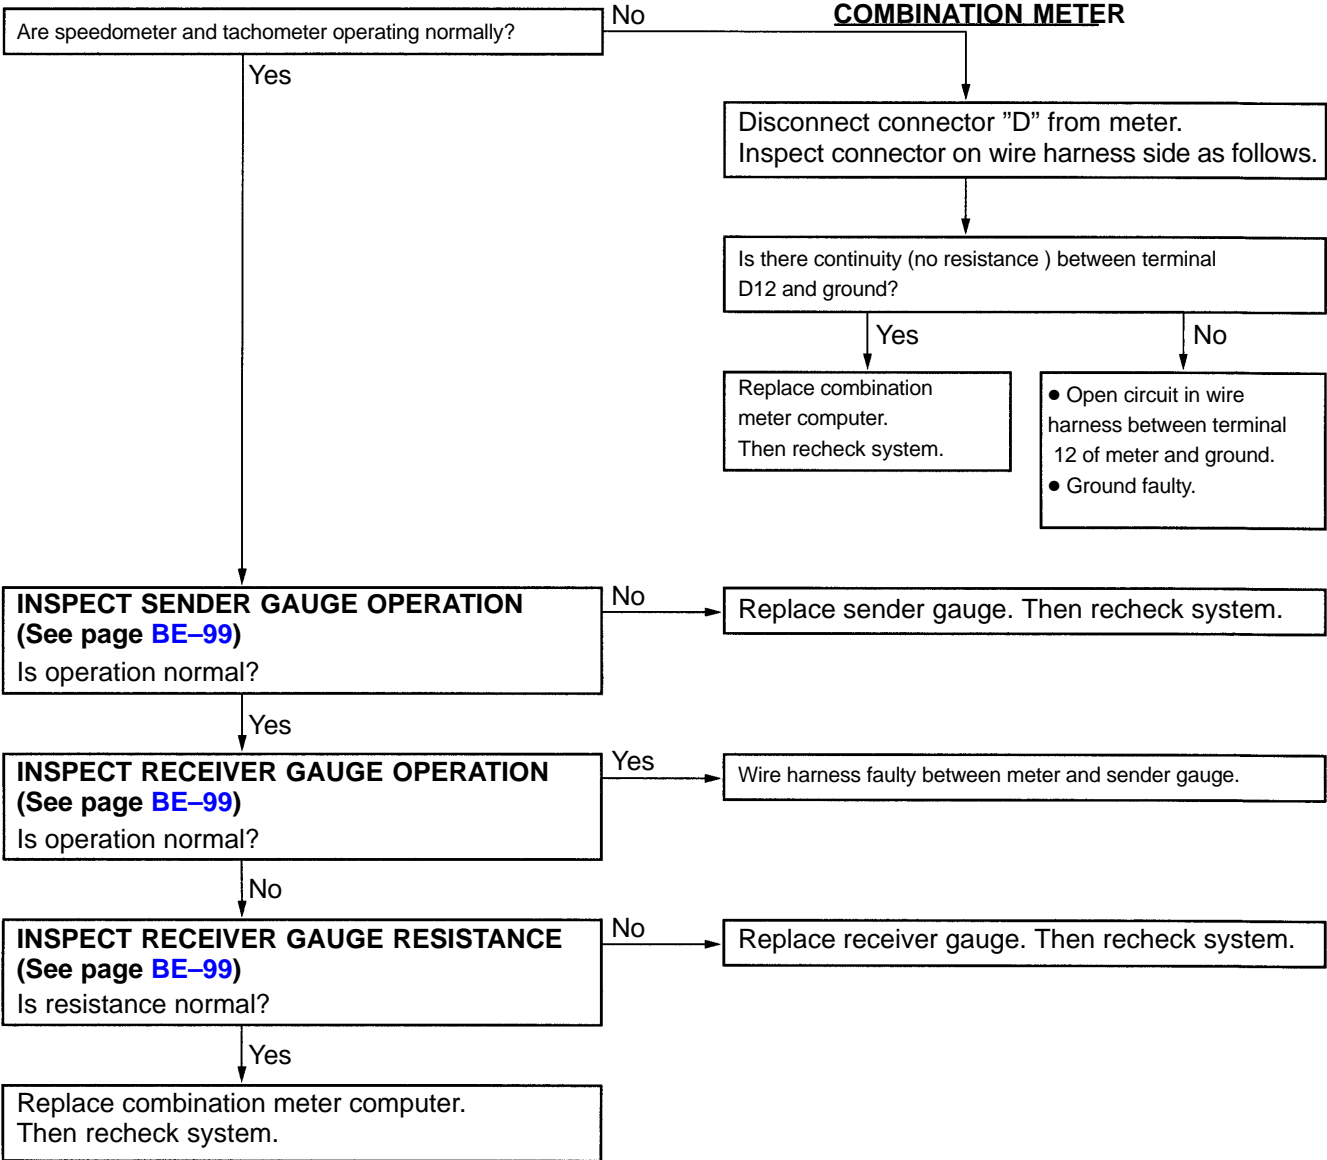 COMBINATION METER
Are speedometer and tachometer operating normally?
No
Yes
Disconnect connector ”D” from meter.
Inspect connector on wire harness side as follows.
Is there continuity (no resistance ) between terminal
D12 and ground?
Yes
No
Replace combination
meter computer.
Then recheck system.
● Open circuit in wire
harness between terminal
12 of meter and ground.
● Ground faulty.
INSPECT SENDER GAUGE OPERATION
(See page BE–99)
Is operation normal?
No
Replace sender gauge. Then recheck system.
Yes
INSPECT RECEIVER GAUGE OPERATION
(See page BE–99)
Is operation normal?
Yes
Wire harness faulty between meter and sender gauge.
No
INSPECT RECEIVER GAUGE RESISTANCE
(See page BE–99)
Is resistance normal?
No
Replace receiver gauge. Then recheck system.
Yes
Replace combination meter computer.
Then recheck system.